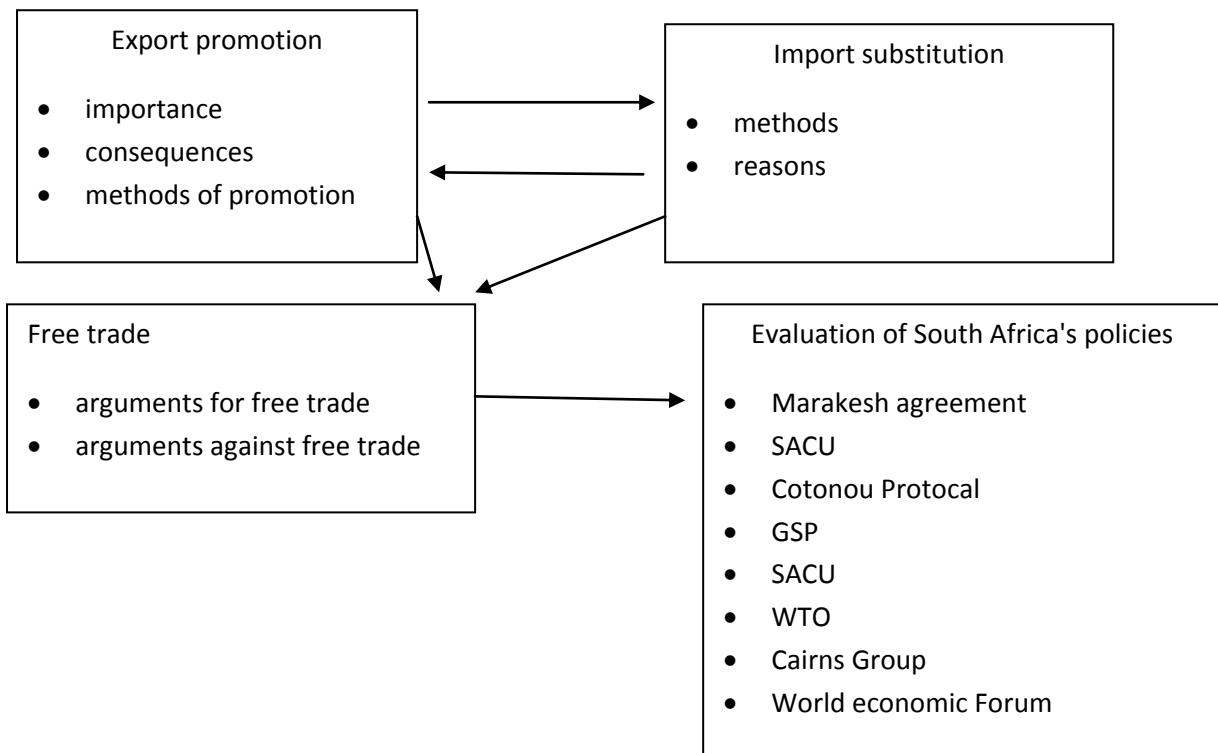 Export promotion
• importance
• consequences
• methods of promotion
Import substitution
• methods
• reasons
Free trade
• arguments for free trade
• arguments against free trade
Evaluation of South Africa's policies
• Marakesh agreement
• SACU
• Cotonou Protocal
• GSP
• SACU
• WTO
• Cairns Group
• World economic Forum